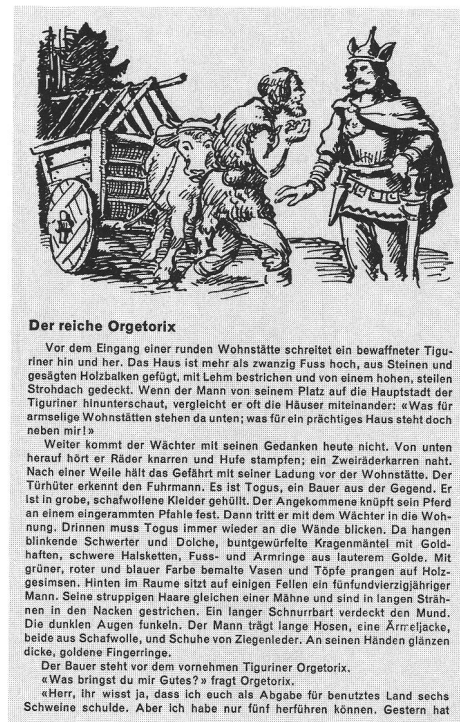 Der reiche Orgetorix
Vor dem Eingang einer runden Wohnstätte schreitet ein bewaffneter Tigu-
riner hin und her. Das Haus ist mehr als zwanzig Fuss hoch, aus Steinen und
gesägten Holzbalken gefügt, mit Lehm bestrichen und von einem hohen, steilen
Strohdach gedeckt. Wenn der Mann von seinem Platz auf die Hauptstadt der
Tiguriner hinunterschaut, vergleicht er oft die Häuser miteinander: «Was für
armselige Wohnstätten stehen da unten; was für ein prächtiges Haus steht doch
neben mir!»
Weiter kommt der Wächter mit seinen Gedanken heute nicht. Von unten
herauf hört er Räder knarren und Hufe stampfen; ein Zweiräderkarren naht.
Nach einer Weile hält das Gefährt mit seiner Ladung vor der Wohnstätte. Der
Türhüter erkennt den Fuhrmann. Es ist Togus, ein Bauer aus der Gegend. Er
ist in grobe, schafwollene Kleider gehüllt. Der Angekommene knüpft sein Pferd
an einem eingerammten Pfahle fest. Dann tritt er mit dem Wächter in die Woh-
nung. Drinnen muss Togus immer wieder an die Wände blicken. Da hangen
blinkende Schwerter und Dolche, buntgewürfelte Kragenmäntel mit Gold-
haften, schwere Halsketten, Fuss- und Armringe aus lauterem Golde. Mit
grüner, roter und blauer Farbe bemalte Vasen und Töpfe prangen auf Holz-
gesimsen. Hinten im Raume sitzt auf einigen Fellen ein fünfundvierzigjähriger
Mann. Seine struppigen Haare gleichen einer Mähne und sind in langen Sträh-
nen in den Nacken gestrichen. Ein langer Schnurrbart verdeckt den Mund.
Die dunklen Augen funkeln. Der Mann trägt lange Hosen, eine Ärmeljacke,
beide aus Schafwolle, und Schuhe von Ziegenleder. An seinen Händen glänzen
dicke, goldene Fingerringe.
Der Bauer steht vor dem vornehmen Tiguriner Orgetorix.
«Was bringst du mir Gutes?» fragt Orgetorix.
«Herr, ihr wisst ja, dass ich euch als Abgabe für benutztes Land sechs
Schweine schulde. Aber ich habe nur fünf herführen können. Gestern hat